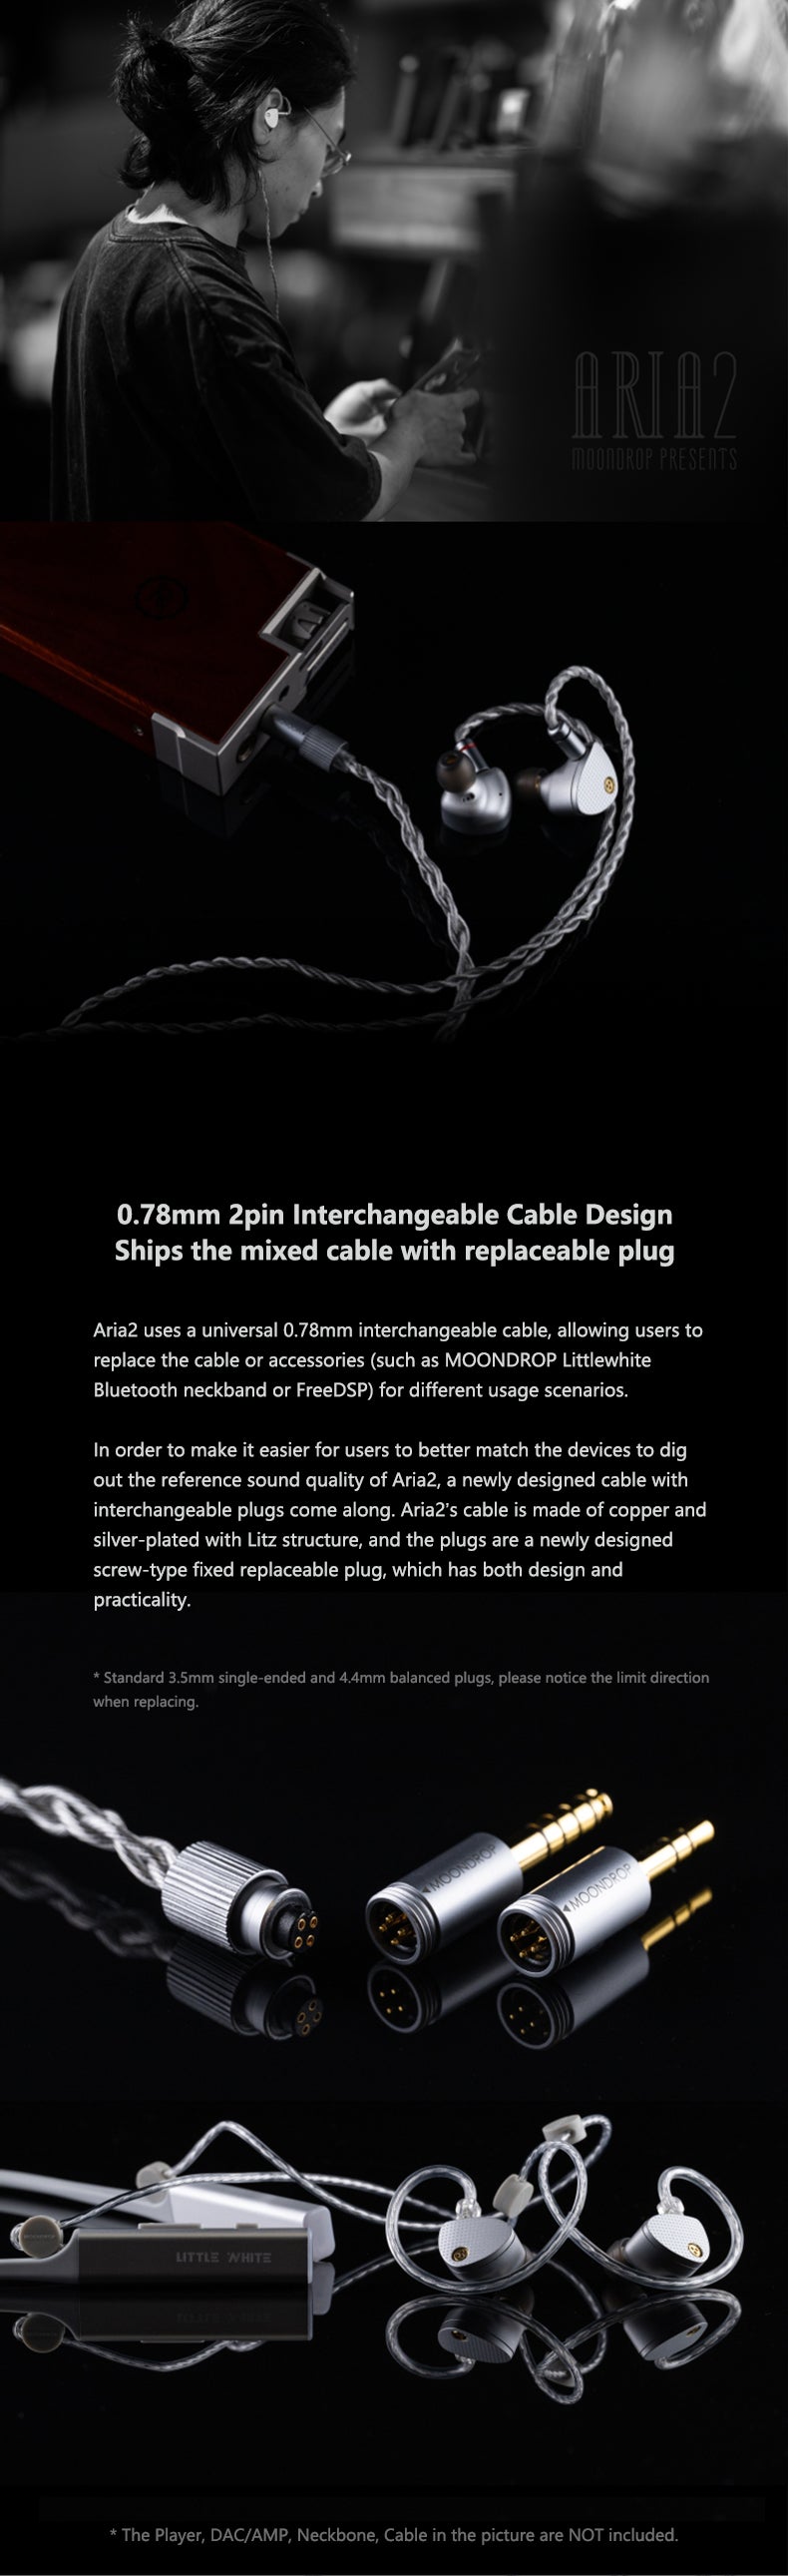 ARIA2
MOONDROP PRESENTS
0.78mm 2pin Interchangeable Cable Design
Ships the mixed cable with replaceable plug
Aria2 uses a universal 0.78mm interchangeable cable, allowing users to
replace the cable or accessories (such as MOONDROP Littlewhite
Bluetooth neckband or FreeDSP) for different usage scenarios.
In order to make it easier for users to better match the devices to dig
out the reference sound quality of Aria2, a newly designed cable with
interchangeable plugs come along. Aria2's cable is made of copper and
silver-plated with Litz structure, and the plugs are a newly designed
screw-type fixed replaceable plug, which has both design and
practicality.
* Standard 3.5mm single-ended and 4.4mm balanced plugs, please notice the limit direction
when replacing.
MOONDROP
MOONDROP
LITTLE WHITE
* The Player, DAC/AMP, Neckbone, Cable in the picture are NOT included.